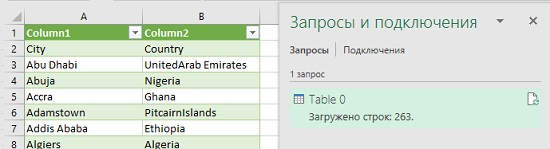 A B
1 Column1 Column2
2 City Country
3 Abu Dhabi UnitedArab Emirates
4 Abuja Nigeria
5 Accra Ghana
6 Adamstown PitcairnIslands
7 Addis Ababa Ethiopia
8 Algiers Algeria
Запросы и подключения
Запросы Подключения
1 запрос
Table 0
Загружено строк: 263.